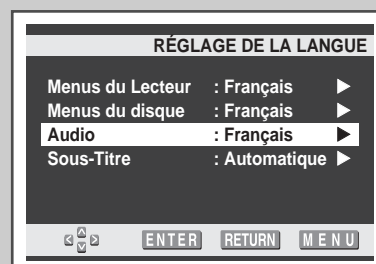 RÉGLAGE DE LA LANGUE
Menus du Lecteur : Français ▶
Menus du disque : Français ▶
Audio : Français ▶
Sous-Titre : Automatique ▶
ENTER RETURN MENU